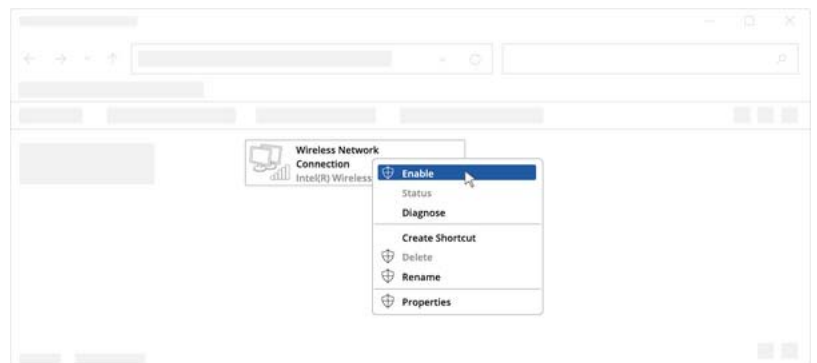 Wireless Network
Connection
Intel(R) Wireless
Enable
Status
Diagnose
Create Shortcut
Delete
Rename
Properties